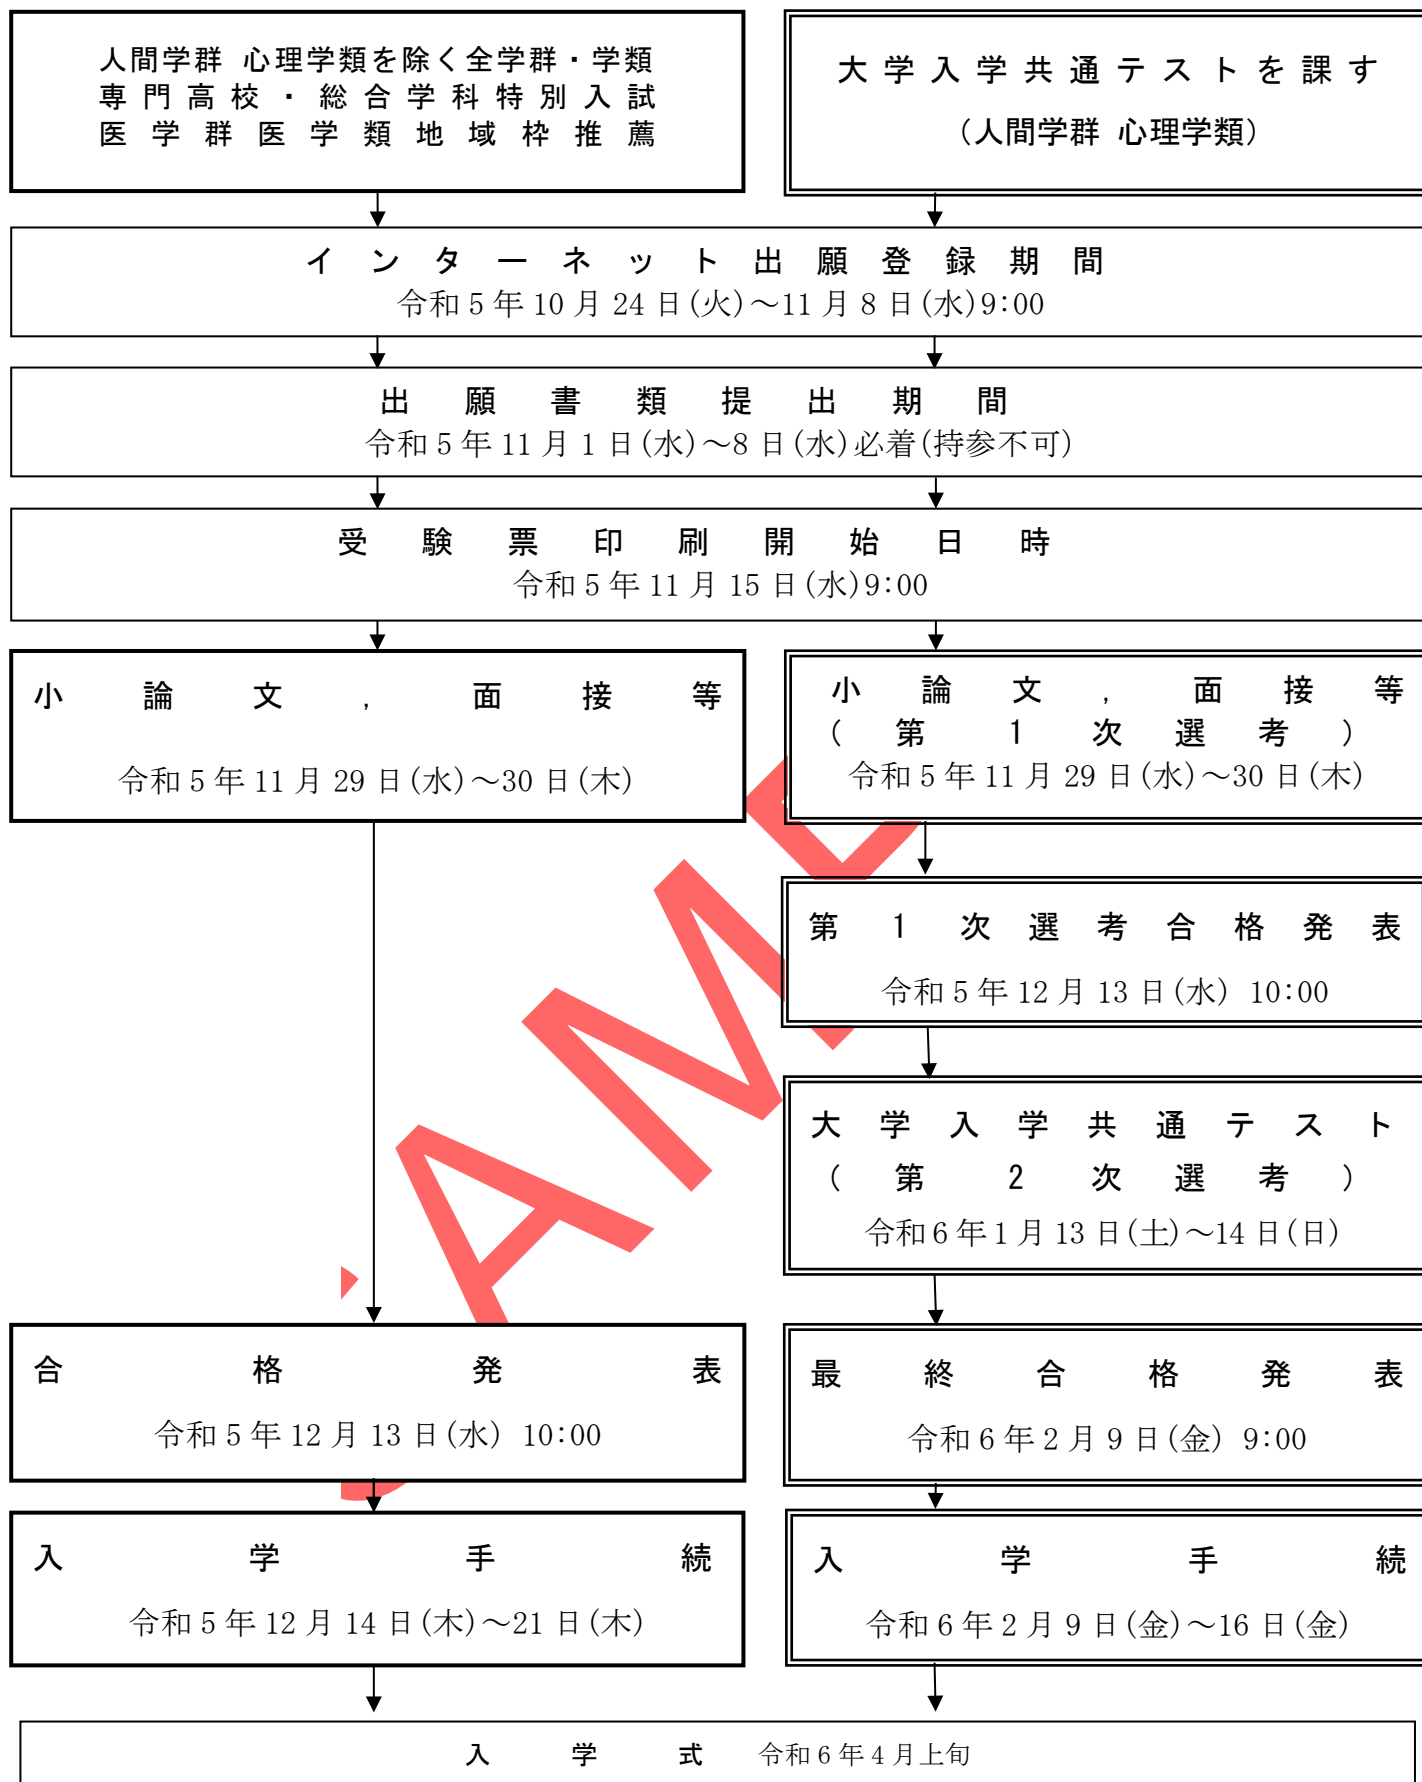 人間学群 心理学類を除く全学群・学類
専門高校・総合学科特別入試
医学群医学類地域枠推薦
大学入学共通テストを課す
(人間学群 心理学類)
インターネット出願登録期間
令和5年10月24日(火)～11月8日(水)9:00
出願書類提出期間
令和5年11月1日(水)～8日(水)必着(持参不可)
受験票印刷開始日時
令和5年11月15日(水)9:00
小論文，面接等
令和5年11月29日(水)～30日(木)
小論文，面接等
(第1次選考)
令和5年11月29日(水)～30日(木)
第1次選考合格発表
令和5年12月13日(水) 10:00
大学入学共通テスト
(第2次選考)
令和6年1月13日(土)～14日(日)
合格発表
令和5年12月13日(水) 10:00
最終合格発表
令和6年2月9日(金) 9:00
入学手続
令和5年12月14日(木)～21日(木)
入学手続
令和6年2月9日(金)～16日(金)
入学式 令和6年4月上旬